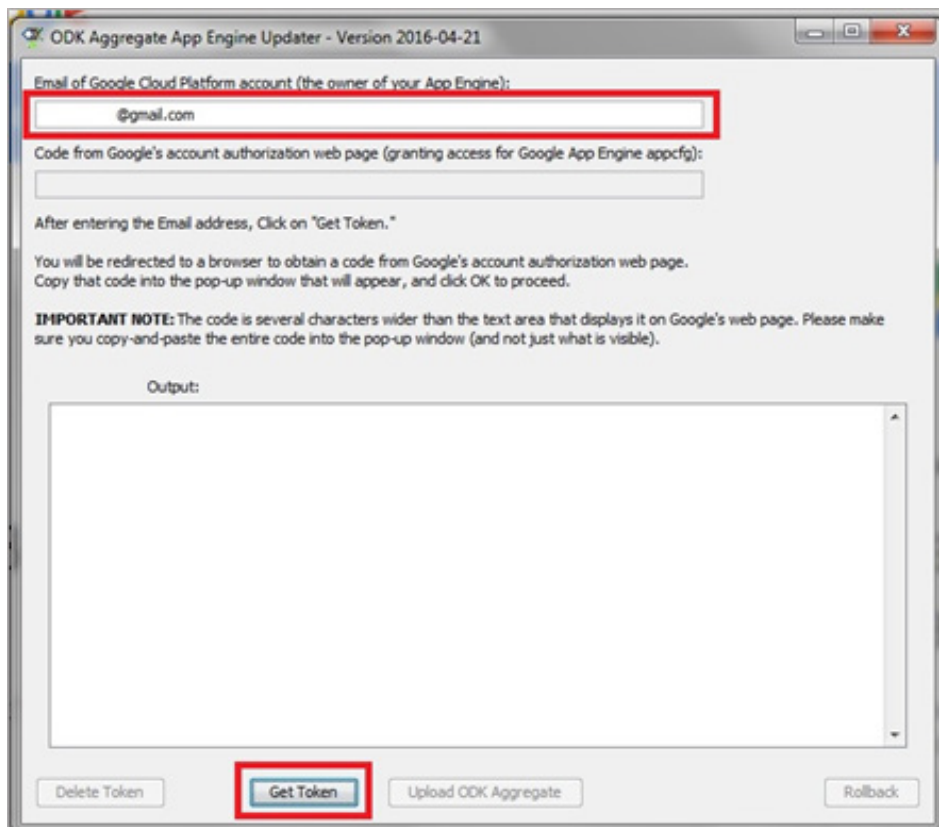 ODK Aggregate App Engine Updater - Version 2016-04-21
Email of Google Cloud Platform account (the owner of your App Engine):
@gmail.com
Code from Google's account authorization web page (granting access for Google App Engine appcfg):
After entering the Email address, Click on "Get Token."
You will be redirected to a browser to obtain a code from Google's account authorization web page.
Copy that code into the pop-up window that will appear, and click OK to proceed.
IMPORTANT NOTE: The code is several characters wider than the text area that displays it on Google's web page. Please make
sure you copy-and-paste the entire code into the pop-up window (and not just what is visible).
Output:
Delete Token Get Token Upload ODK Aggregate Rollback